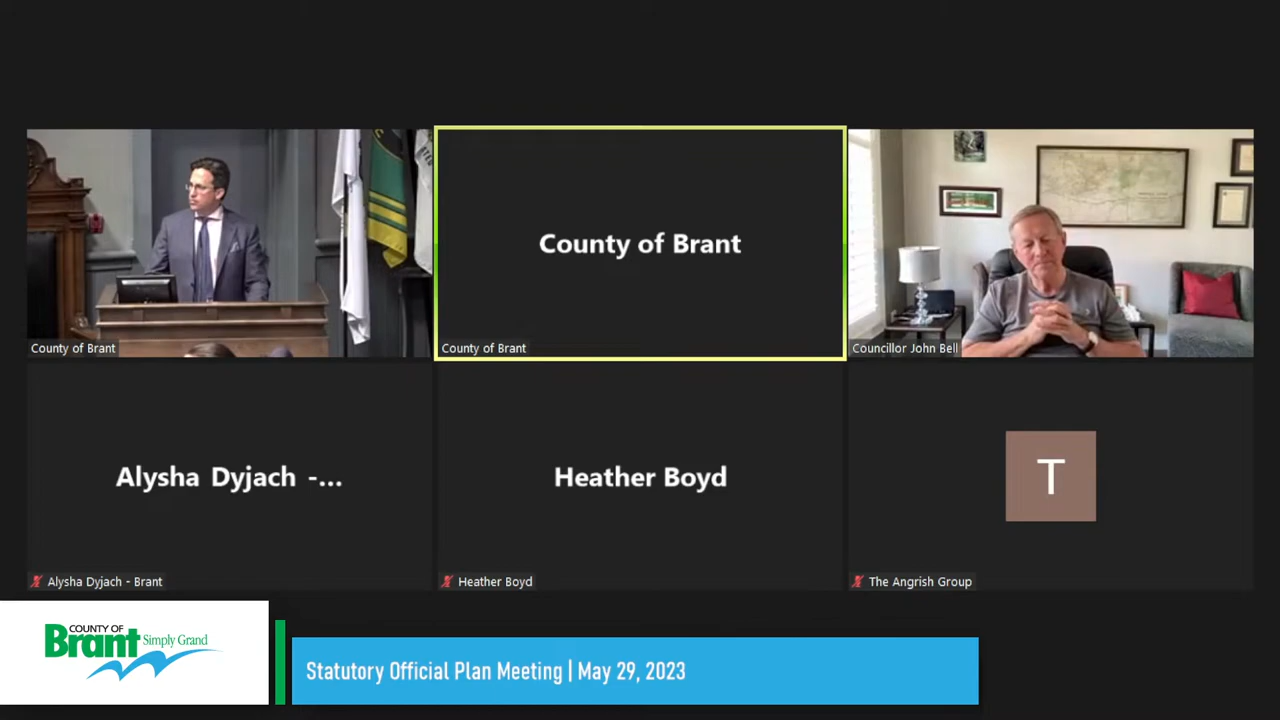 County of Brant
County of Brant
County of Brant
Councillor John Bell
Alysha Dyjach -...
Heather Boyd
T
Alysha Dyjach - Brant
Heather Boyd
The Angrish Group
COUNTY OF
Brant Simply Grand
Statutory Official Plan Meeting | May 29, 2023